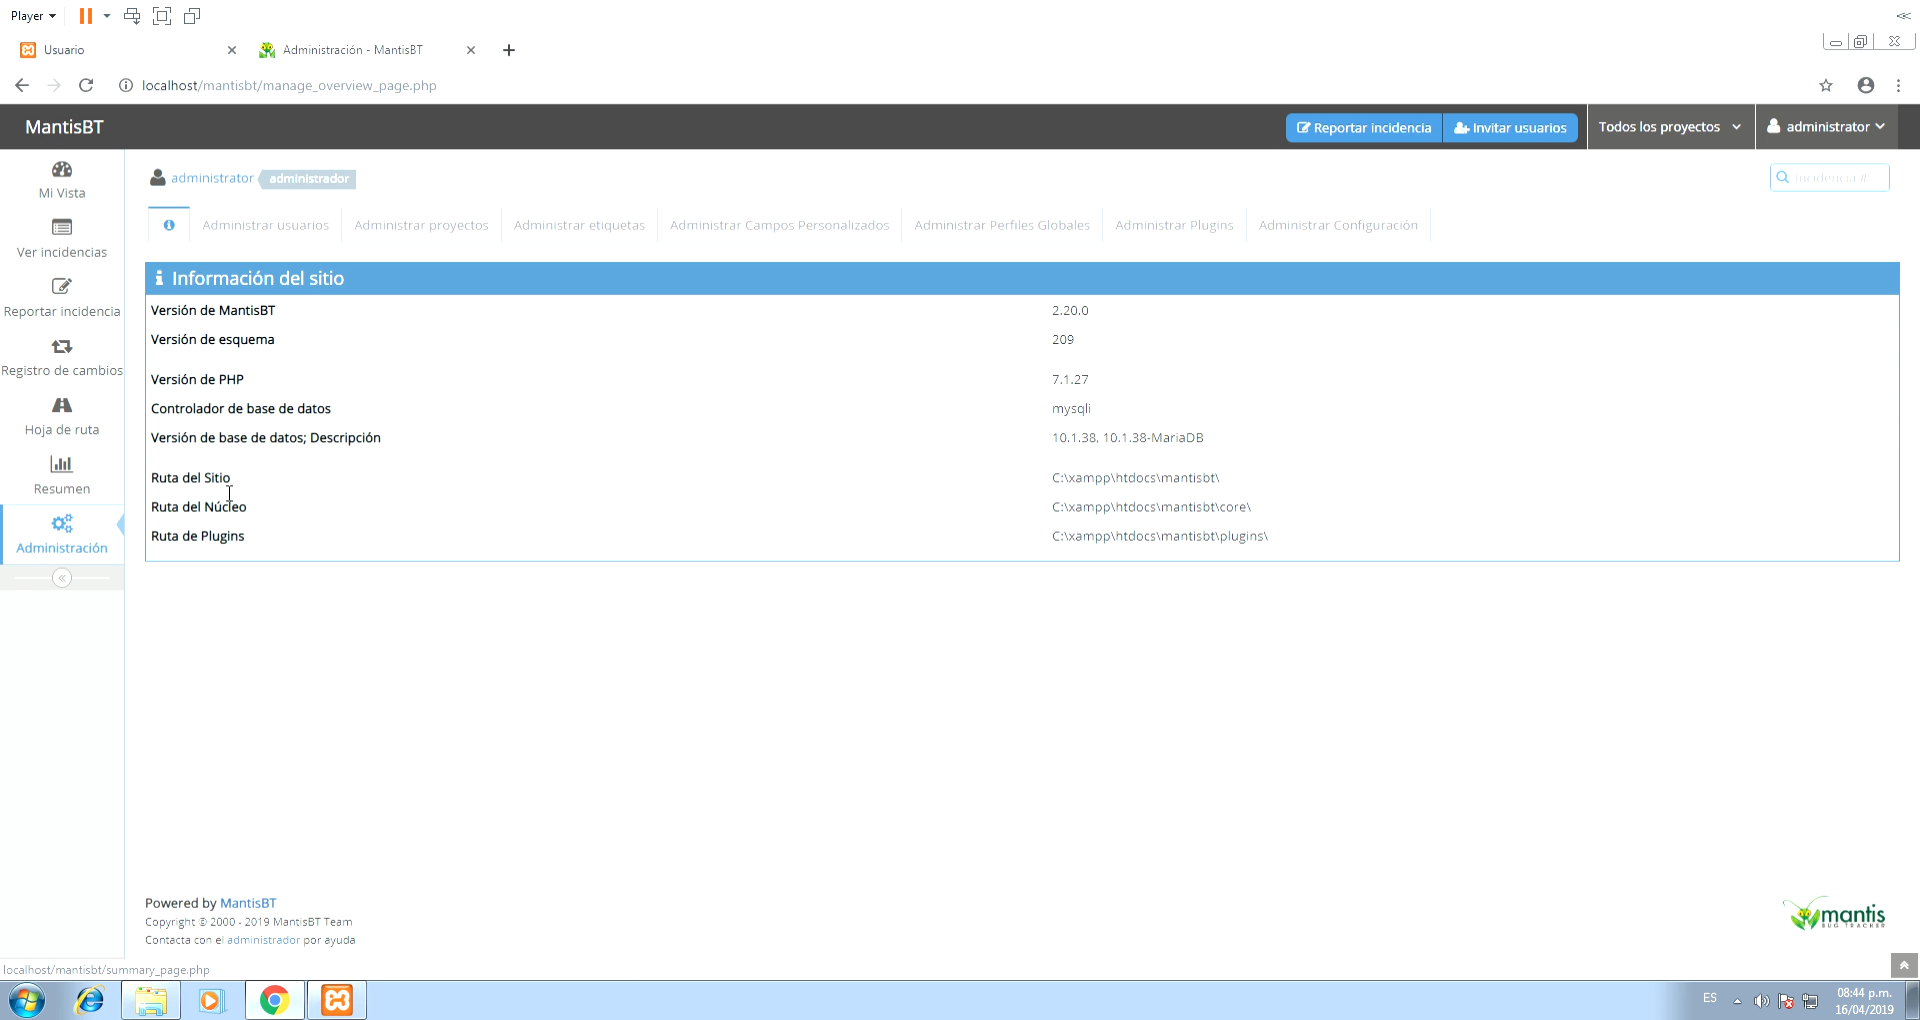 Player
Usuario
Administración - MantisBT
localhost/mantisbt/manage_overview_page.php
MantisBT
Reportar incidencia
Invitar usuarios
Todos los proyectos
administrator
Mi Vista
Ver incidencias
Reportar incidencia
Registro de cambios
Hoja de ruta
Resumen
Administración
administrator administrador
Incidencia #
Administrar usuarios
Administrar proyectos
Administrar etiquetas
Administrar Campos Personalizados
Administrar Perfiles Globales
Administrar Plugins
Administrar Configuración
Información del sitio
Versión de MantisBT 2.20.0
Versión de esquema 209
Versión de PHP 7.1.27
Controlador de base de datos mysqli
Versión de base de datos; Descripción 10.1.38, 10.1.38-MariaDB
Ruta del Sitio C:\xampp\htdocs\mantisbt\
Ruta del Núcleo C:\xampp\htdocs\mantisbt\core\
Ruta de Plugins C:\xampp\htdocs\mantisbt\plugins\
Powered by MantisBT
Copyright © 2000 - 2019 MantisBT Team
Contacta con el administrador por ayuda
mantis
BUG TRACKER
localhost/mantisbt/summary_page.php
ES
08:44 p.m.
16/04/2019